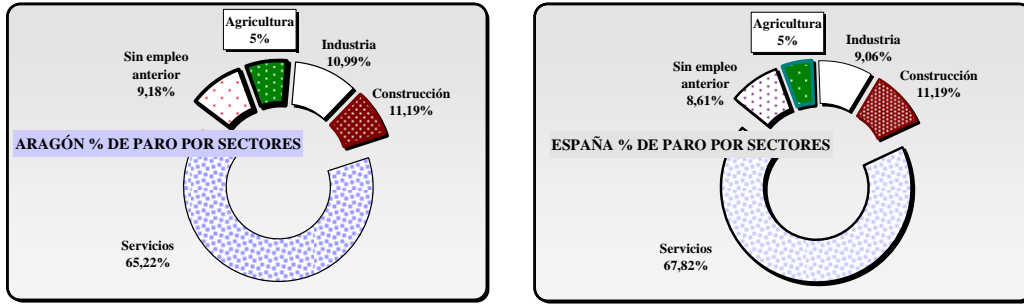 Agricultura
5%
Industria
10,99%
Sin empleo
anterior
9,18%
Construcción
11,19%
ARAGÓN % DE PARO POR SECTORES
Servicios
65,22%
Agricultura
5%
Industria
9,06%
Sin empleo
anterior
8,61%
Construcción
11,19%
ESPAÑA % DE PARO POR SECTORES
Servicios
67,82%